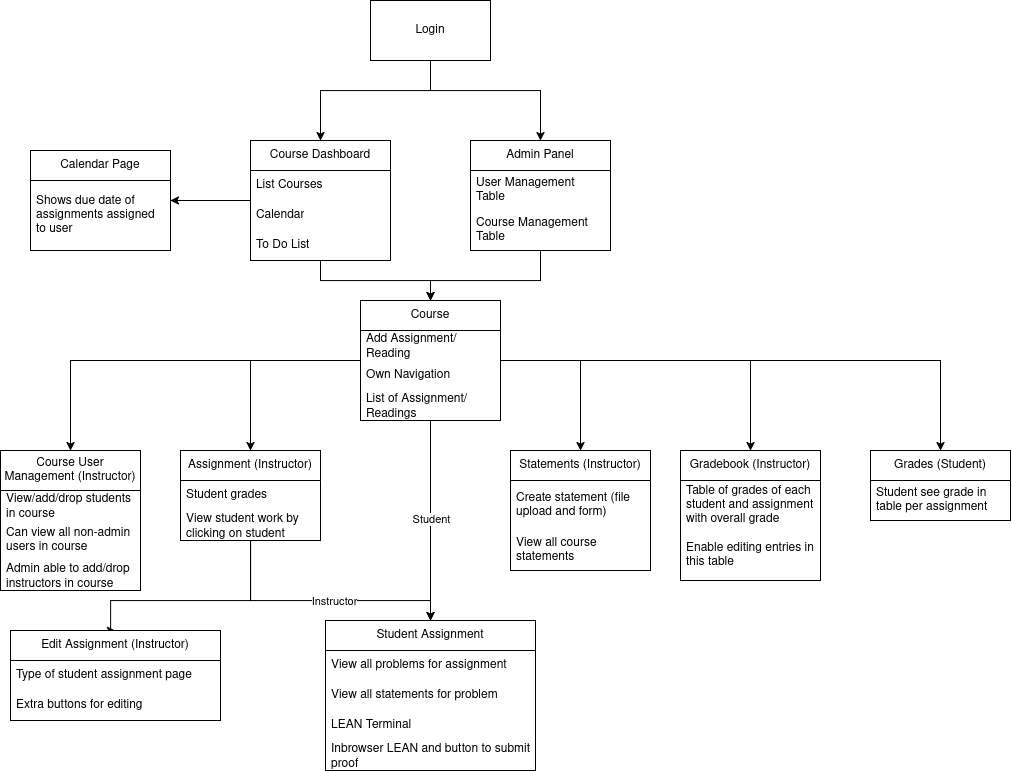 Login
Course Dashboard
List Courses
Calendar
To Do List
Admin Panel
User Management
Table
Course Management
Table
Calendar Page
Shows due date of
assignments assigned
to user
Course
Add Assignment/
Reading
Own Navigation
List of Assignment/
Readings
Course User
Management (Instructor)
View/add/drop students
in course
Can view all non-admin
users in course
Admin able to add/drop
instructors in course
Assignment (Instructor)
Student grades
View student work by
clicking on student
Student
Statements (Instructor)
Create statement (file
upload and form)
View all course
statements
Gradebook (Instructor)
Table of grades of each
student and assignment
with overall grade
Enable editing entries in
this table
Grades (Student)
Student see grade in
table per assignment
Instructor
Edit Assignment (Instructor)
Type of student assignment page
Extra buttons for editing
Student Assignment
View all problems for assignment
View all statements for problem
LEAN Terminal
Inbrowser LEAN and button to submit
proof